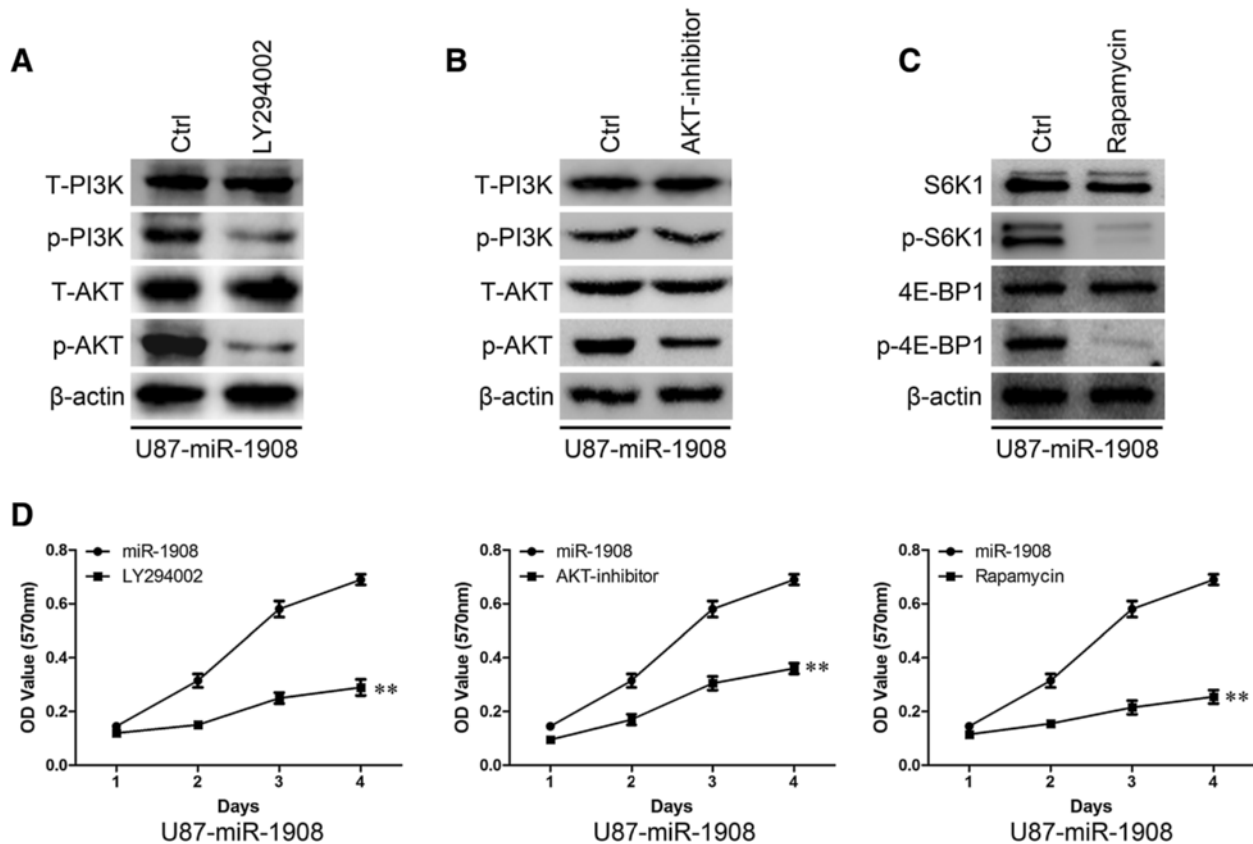 A
Ctrl
LY294002
T-PI3K
p-PI3K
T-AKT
p-AKT
β-actin
U87-miR-1908
B
Ctrl
AKT-inhibitor
T-PI3K
p-PI3K
T-AKT
p-AKT
β-actin
U87-miR-1908
C
Ctrl
Rapamycin
S6K1
p-S6K1
4E-BP1
p-4E-BP1
β-actin
U87-miR-1908
D
miR-1908
LY294002
OD Value (570nm)
0.8
0.6
0.4
0.2
0.0
**
1 2 3 4
Days
U87-miR-1908
miR-1908
AKT-inhibitor
OD Value (570nm)
0.8
0.6
0.4
0.2
0.0
**
1 2 3 4
Days
U87-miR-1908
miR-1908
Rapamycin
OD Value (570nm)
0.8
0.6
0.4
0.2
0.0
**
1 2 3 4
Days
U87-miR-1908